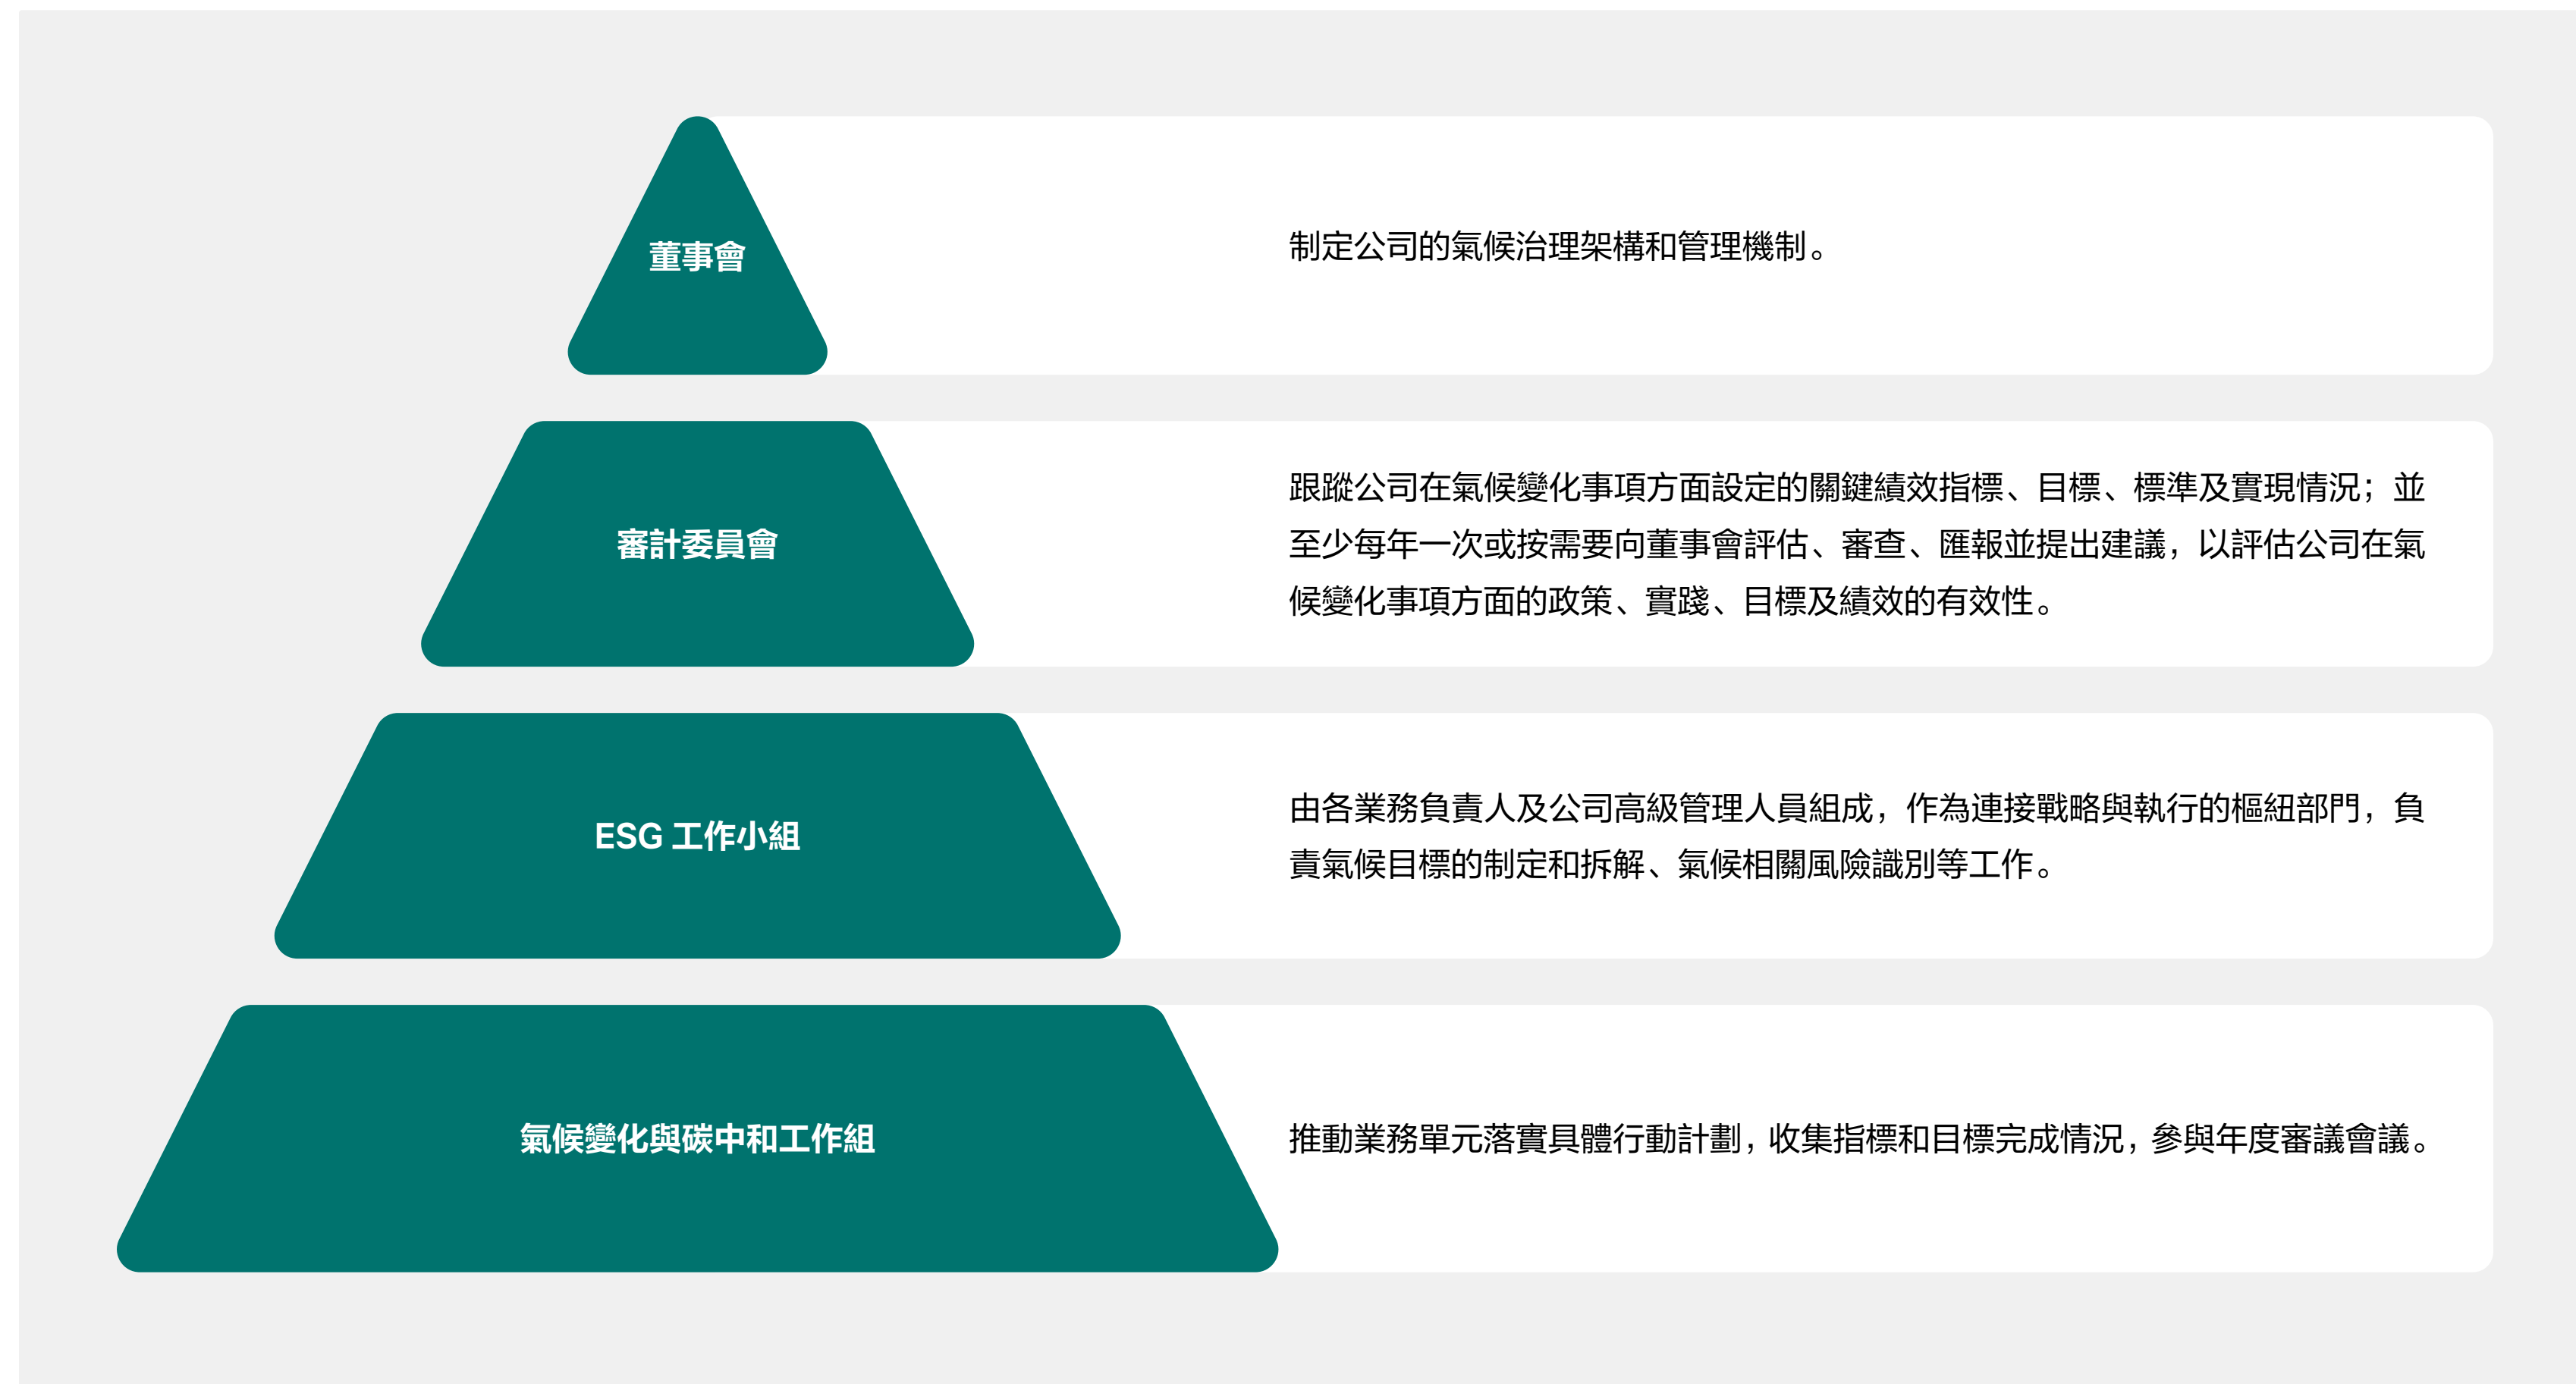 董事會
制定公司的氣候治理架構和管理機制。
審計委員會
跟蹤公司在氣候變化事項方面設定的關鍵績效指標、目標、標準及實現情況；並
至少每年一次或按需要向董事會評估、審查、匯報並提出建議，以評估公司在氣
候變化事項方面的政策、實踐、目標及績效的有效性。
ESG 工作小組
由各業務負責人及公司高級管理人員組成，作為連接戰略與執行的樞紐部門，負
責氣候目標的制定和拆解、氣候相關風險識別等工作。
氣候變化與碳中和工作組
推動業務單元落實具體行動計劃，收集指標和目標完成情況，參與年度審議會議。